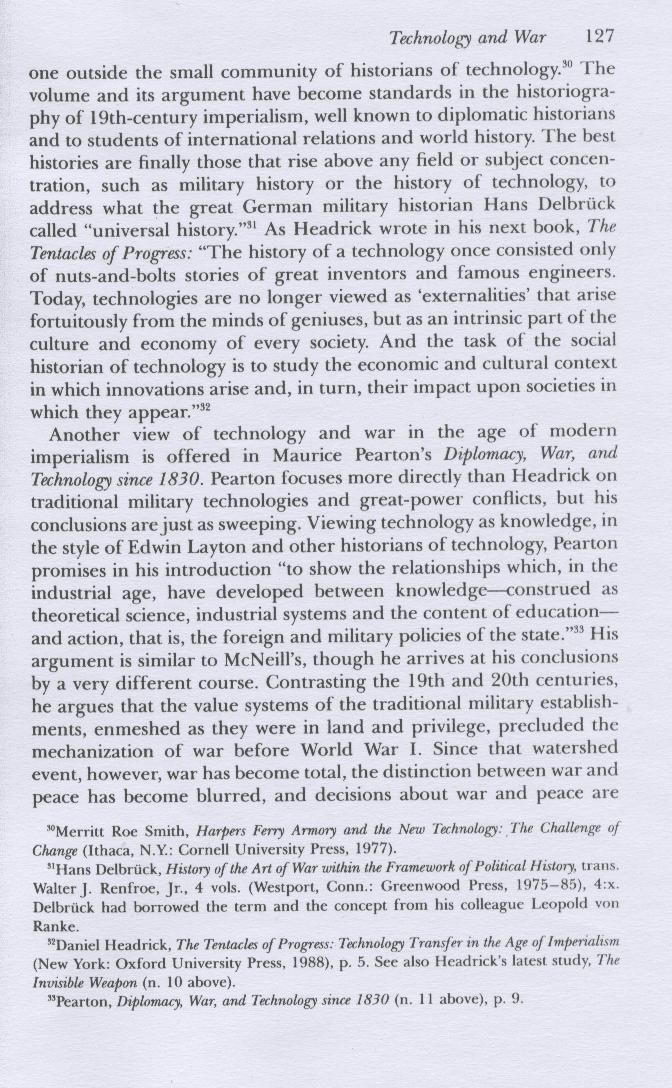 Technology and War 127
one outside the small community of historians of technology.³⁰ The
volume and its argument have become standards in the historiogra-
phy of 19th-century imperialism, well known to diplomatic historians
and to students of international relations and world history. The best
histories are finally those that rise above any field or subject concen-
tration, such as military history or the history of technology, to
address what the great German military historian Hans Delbrück
called “universal history.”³¹ As Headrick wrote in his next book, The
Tentacles of Progress: “The history of a technology once consisted only
of nuts-and-bolts stories of great inventors and famous engineers.
Today, technologies are no longer viewed as ‘externalities’ that arise
fortuitously from the minds of geniuses, but as an intrinsic part of the
culture and economy of every society. And the task of the social
historian of technology is to study the economic and cultural context
in which innovations arise and, in turn, their impact upon societies in
which they appear.”³²
Another view of technology and war in the age of modern
imperialism is offered in Maurice Pearton’s Diplomacy, War, and
Technology since 1830. Pearton focuses more directly than Headrick on
traditional military technologies and great-power conflicts, but his
conclusions are just as sweeping. Viewing technology as knowledge, in
the style of Edwin Layton and other historians of technology, Pearton
promises in his introduction “to show the relationships which, in the
industrial age, have developed between knowledge—construed as
theoretical science, industrial systems and the content of education—
and action, that is, the foreign and military policies of the state.”³³ His
argument is similar to McNeill’s, though he arrives at his conclusions
by a very different course. Contrasting the 19th and 20th centuries,
he argues that the value systems of the traditional military establish-
ments, enmeshed as they were in land and privilege, precluded the
mechanization of war before World War I. Since that watershed
event, however, war has become total, the distinction between war and
peace has become blurred, and decisions about war and peace are
³⁰Merritt Roe Smith, Harpers Ferry Armory and the New Technology: The Challenge of
Change (Ithaca, N.Y.: Cornell University Press, 1977).
³¹Hans Delbrück, History of the Art of War within the Framework of Political History, trans.
Walter J. Renfroe, Jr., 4 vols. (Westport, Conn.: Greenwood Press, 1975–85), 4:x.
Delbrück had borrowed the term and the concept from his colleague Leopold von
Ranke.
³²Daniel Headrick, The Tentacles of Progress: Technology Transfer in the Age of Imperialism
(New York: Oxford University Press, 1988), p. 5. See also Headrick’s latest study, The
Invisible Weapon (n. 10 above).
³³Pearton, Diplomacy, War, and Technology since 1830 (n. 11 above), p. 9.